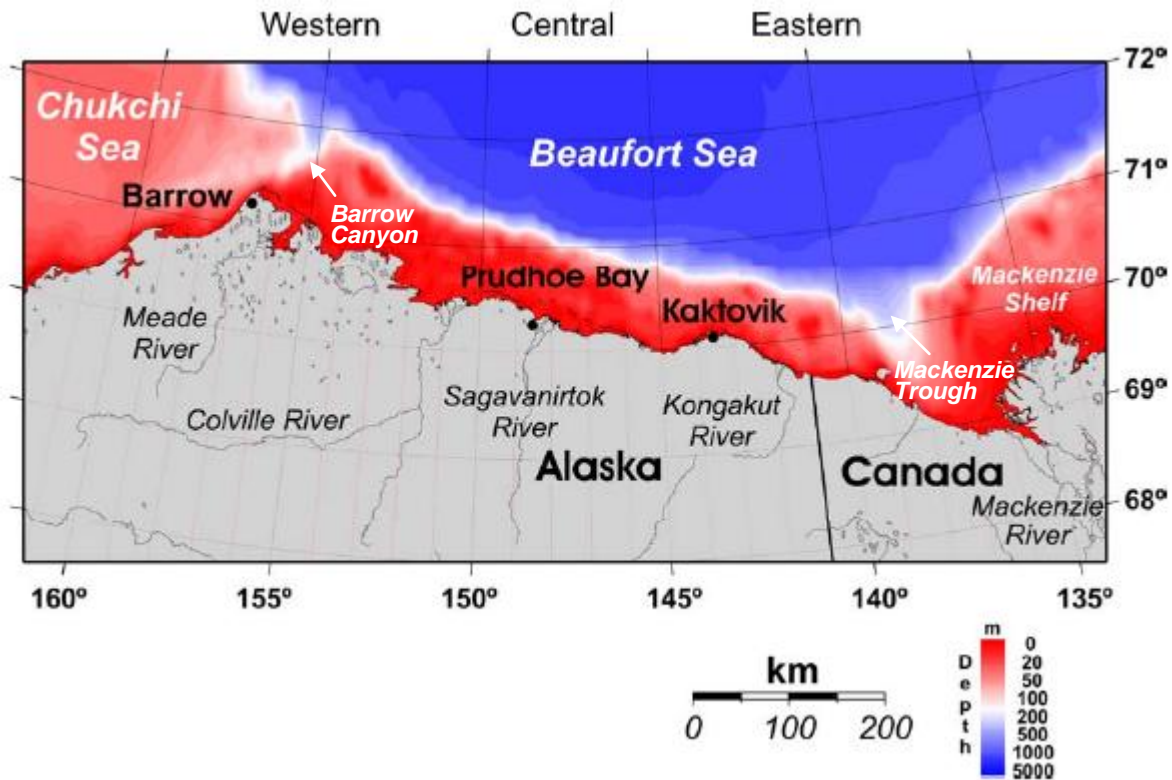 Western Central Eastern
72º
Chukchi
Sea
Beaufort Sea
71º
Barrow
Barrow
Canyon
Prudhoe Bay
Mackenzie
Shelf
70º
Kaktovik
Meade
River
Mackenzie
Trough
69º
Colville River
Sagavanirtok
River
Kongakut
River
Alaska
Canada
68º
Mackenzie
River
160º 155º 150º 145º 140º 135º
km
0 100 200
m
Depth
0
20
50
100
200
500
1000
5000